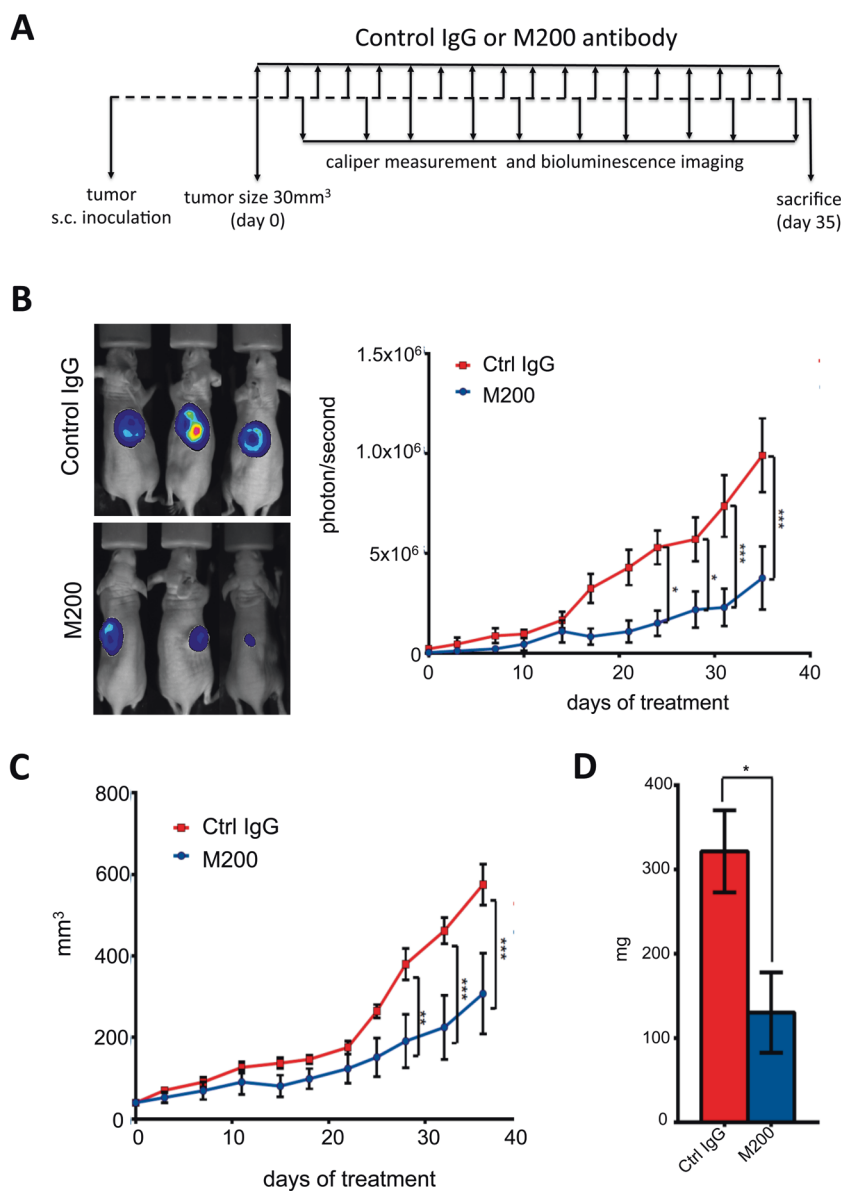 A
Control IgG or M200 antibody
caliper measurement and bioluminescence imaging
tumor
s.c. inoculation
tumor size 30mm³
(day 0)
sacrifice
(day 35)
B
Control IgG
M200
photon/second
1.5x10⁶
1.0x10⁶
5x10⁶
0
Ctrl IgG
M200
*
*
***
***
0
10
20
30
40
days of treatment
C
mm³
800
600
400
200
0
Ctrl IgG
M200
**
***
***
0
10
20
30
40
days of treatment
D
mg
400
300
200
100
0
*
Ctrl IgG
M200